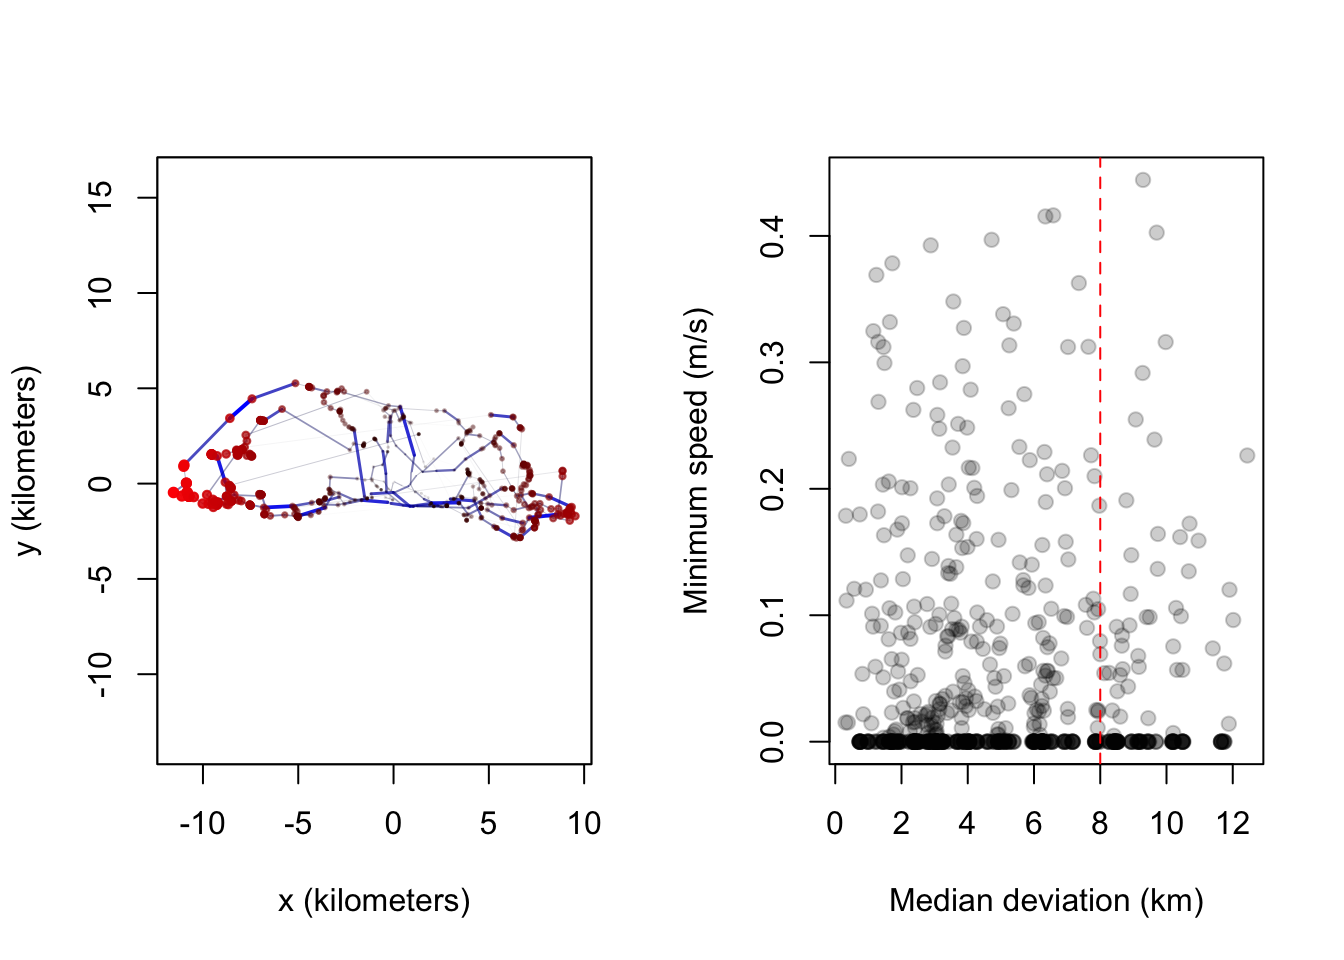 15
10
5
0
-5
-10
y (kilometers)
-10 -5 0 5 10
x (kilometers)
0.4
0.3
0.2
0.1
0.0
Minimum speed (m/s)
0 2 4 6 8 10 12
Median deviation (km)